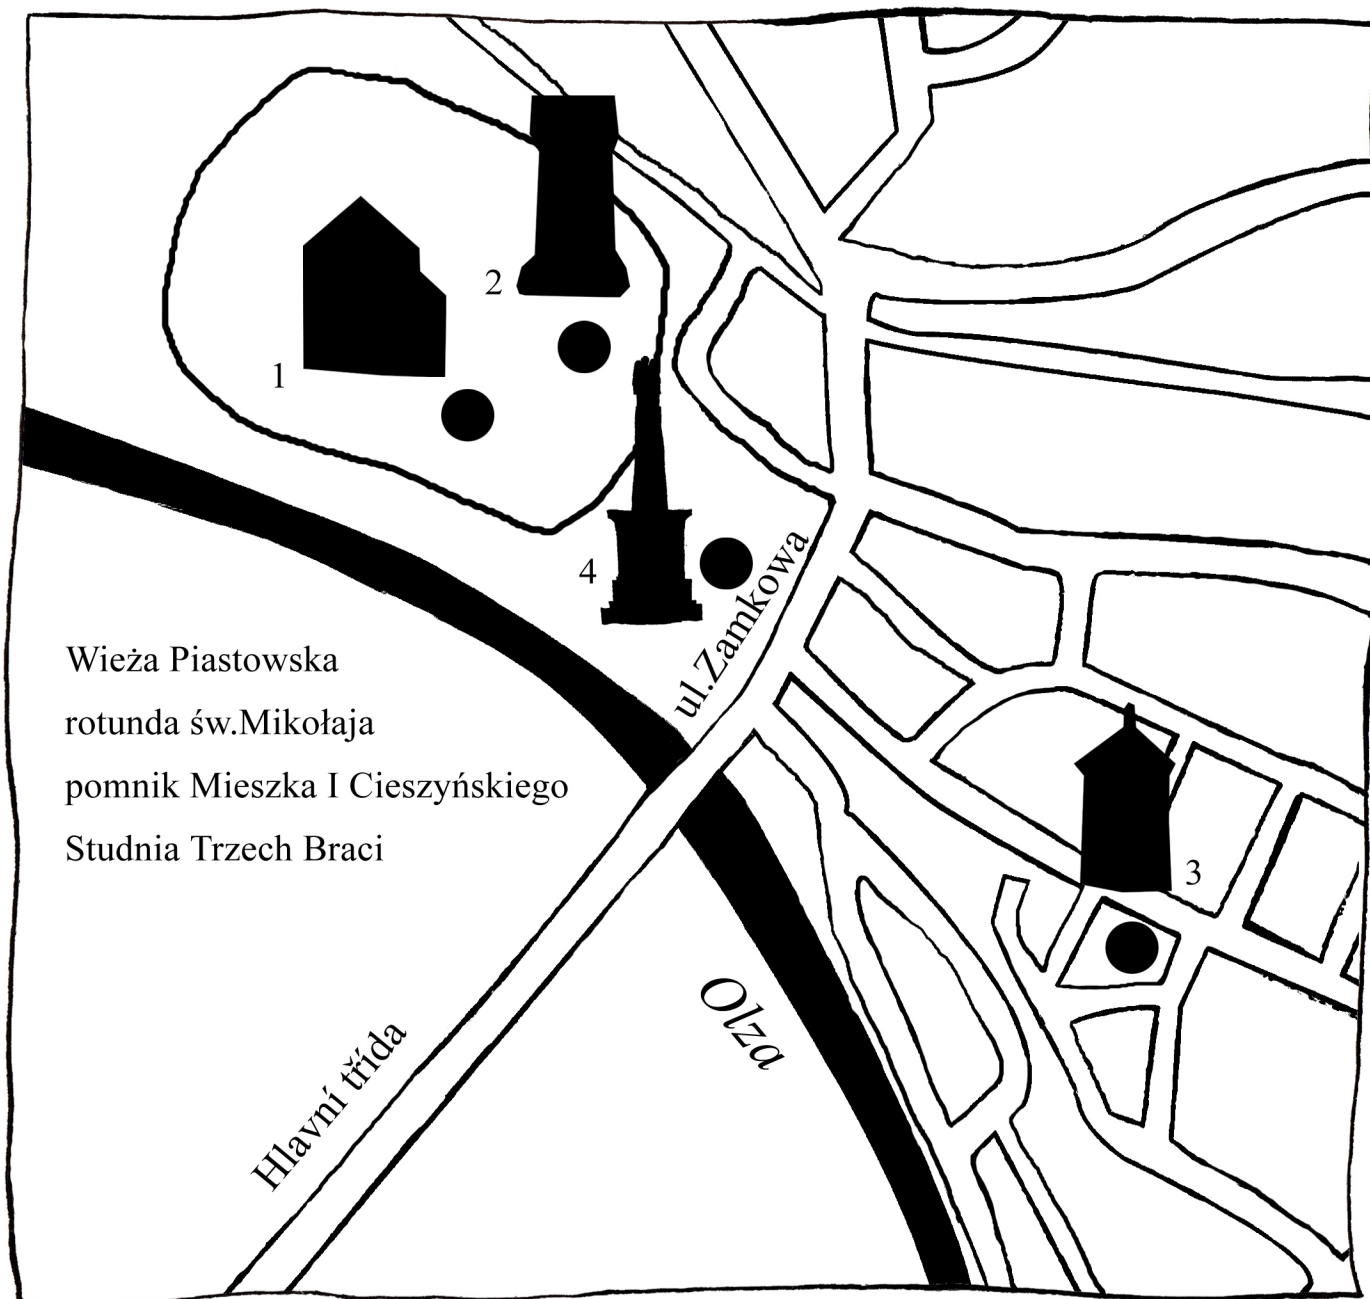 2
1
4
ul.Zamkowa
Wieża Piastowska
rotunda św.Mikołaja
pomnik Mieszka I Cieszyńskiego
Studnia Trzech Braci
3
Olza
Hlavní třída